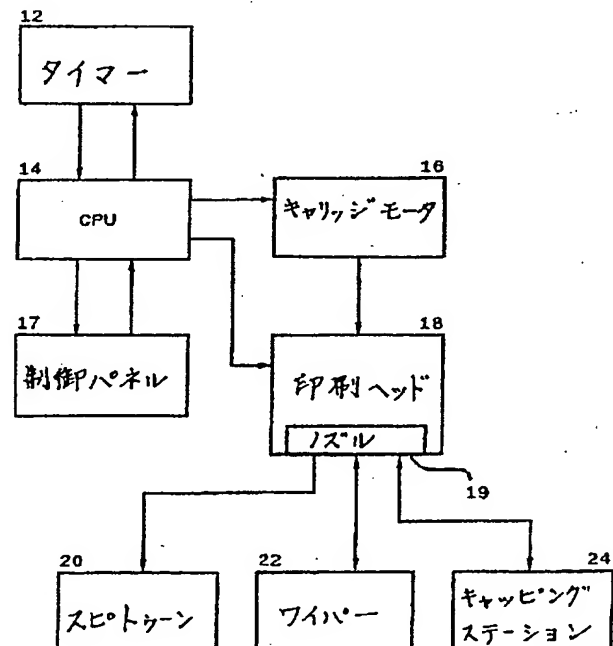 12
タイマー
14
CPU
16
キャリッジモータ
17
制御パネル
18
印刷ヘッド
ノズル
19
20
スピトゥーン
22
ワイパー
24
キャッピング
ステーション